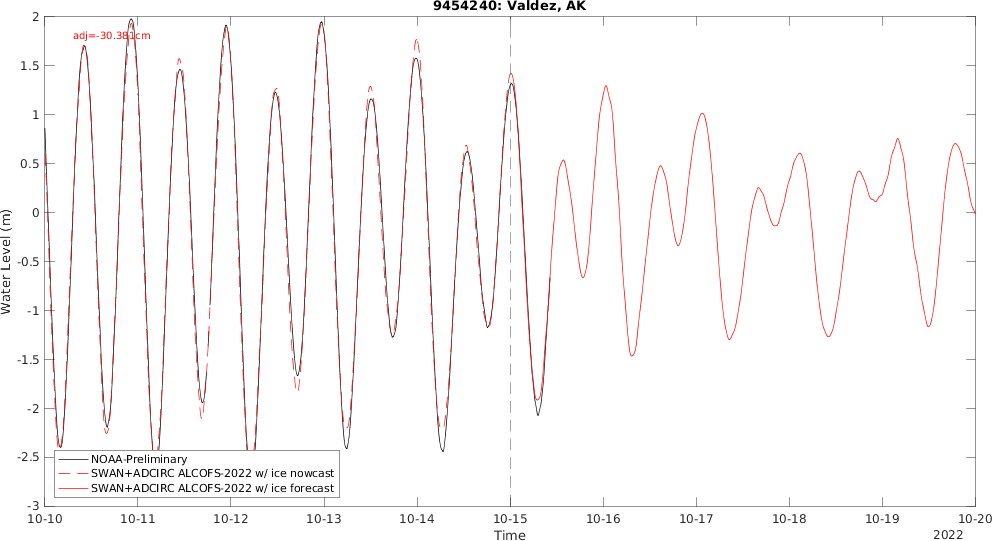 9454240: Valdez, AK
adj=-30.381cm
Water Level (m)
2
1.5
1
0.5
0
-0.5
-1
-1.5
-2
-2.5
-3
NOAA-Preliminary
SWAN+ADCIRC ALCOFS-2022 w/ ice nowcast
SWAN+ADCIRC ALCOFS-2022 w/ ice forecast
10-10 10-11 10-12 10-13 10-14 10-15 10-16 10-17 10-18 10-19 10-20
Time
2022